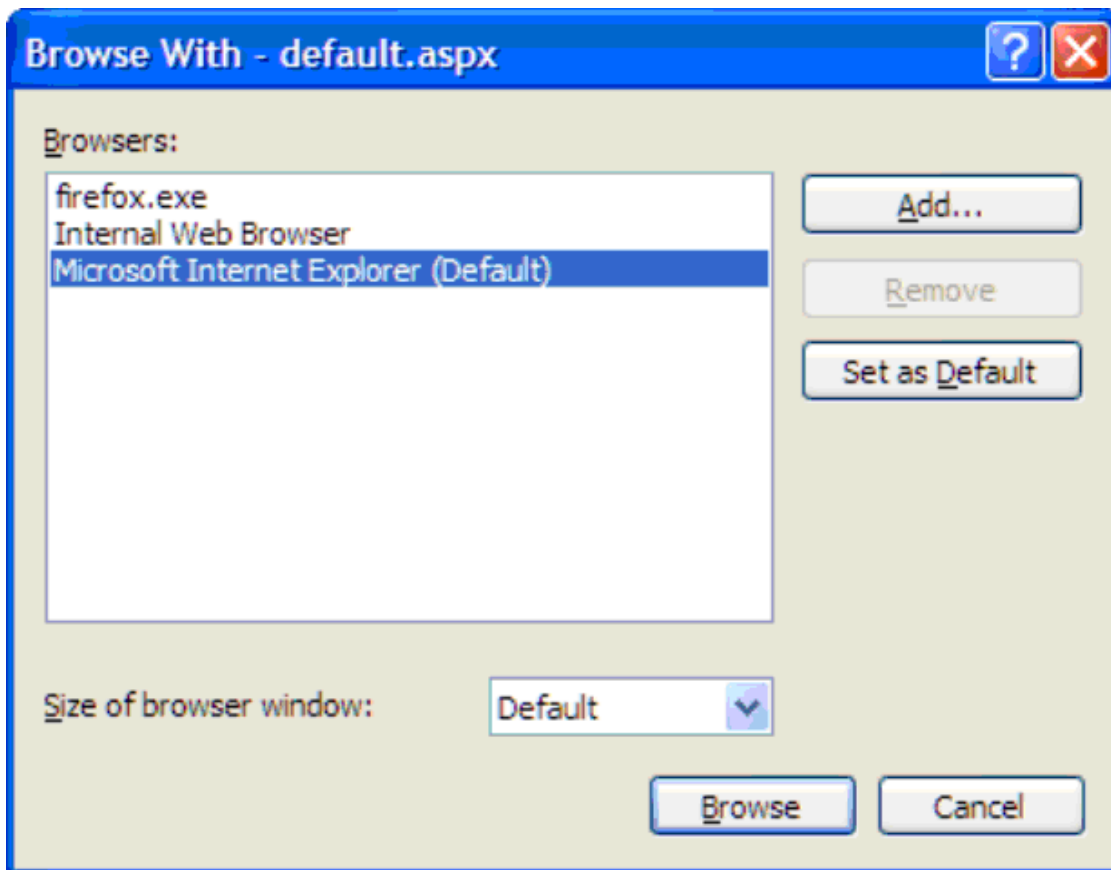 Browse With - default.aspx
Browsers:
firefox.exe
Internal Web Browser
Microsoft Internet Explorer (Default)
Add...
Remove
Set as Default
Size of browser window:
Default
Browse
Cancel